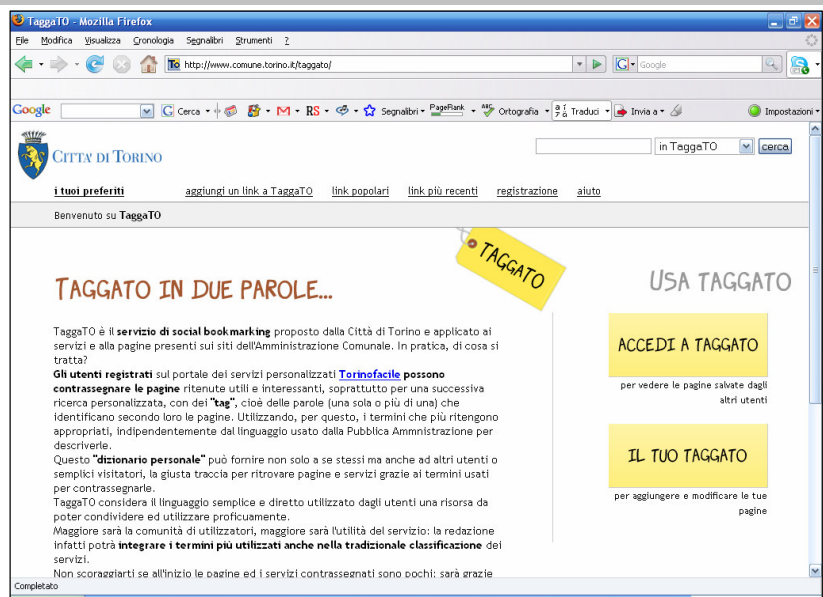 TaggaTO - Mozilla Firefox
File Modifica Visualizza Cronologia Segnalibri Strumenti ?
To http://www.comune.torino.it/taggato/ G Google
Google G Cerca M RS Segnalibri PageRank ABC Ortografia Traduci Invia a Impostazioni
CITTA' DI TORINO
in TaggaTO cerca
i tuoi preferiti aggiungi un link a TaggaTO link popolari link più recenti registrazione aiuto
Benvenuto su TaggaTO
TAGGATO
TAGGATO IN DUE PAROLE...
TaggaTO è il servizio di social bookmarking proposto dalla Città di Torino e applicato ai
servizi e alla pagine presenti sui siti dell'Amministrazione Comunale. In pratica, di cosa si
tratta?
Gli utenti registrati sul portale dei servizi personalizzati Torinofacile possono
contrassegnare le pagine ritenute utili e interessanti, soprattutto per una successiva
ricerca personalizzata, con dei "tag", cioè delle parole (una sola o più di una) che
identificano secondo loro le pagine. Utilizzando, per questo, i termini che più ritengono
appropriati, indipendentemente dal linguaggio usato dalla Pubblica Ammnistrazione per
descriverle.
Questo "dizionario personale" può fornire non solo a se stessi ma anche ad altri utenti o
semplici visitatori, la giusta traccia per ritrovare pagine e servizi grazie ai termini usati
per contrassegnarle.
TaggaTO considera il linguaggio semplice e diretto utilizzato dagli utenti una risorsa da
poter condividere ed utilizzare proficuamente.
Maggiore sarà la comunità di utilizzatori, maggiore sarà l'utilità del servizio: la redazione
infatti potrà integrare i termini più utilizzati anche nella tradizionale classificazione dei
servizi.
Non scoraggiarti se all'inizio le pagine ed i servizi contrassegnati sono pochi: sarà grazie
USA TAGGATO
ACCEDI A TAGGATO
per vedere le pagine salvate dagli
altri utenti
IL TUO TAGGATO
per aggiungere e modificare le tue
pagine
Completato